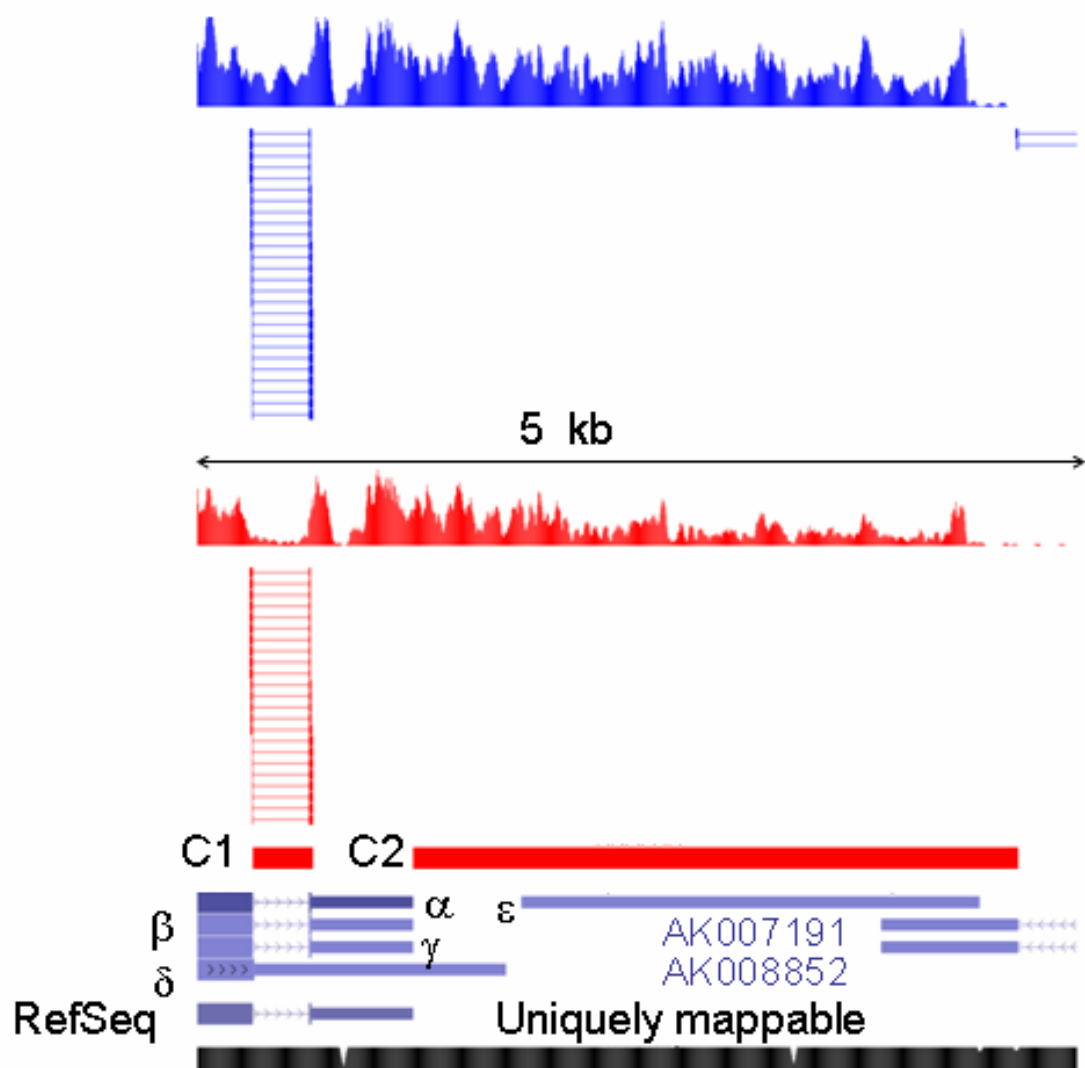 5 kb
C1 C2
α ε
β AK007191
γ
δ AK008852
RefSeq Uniquely mappable